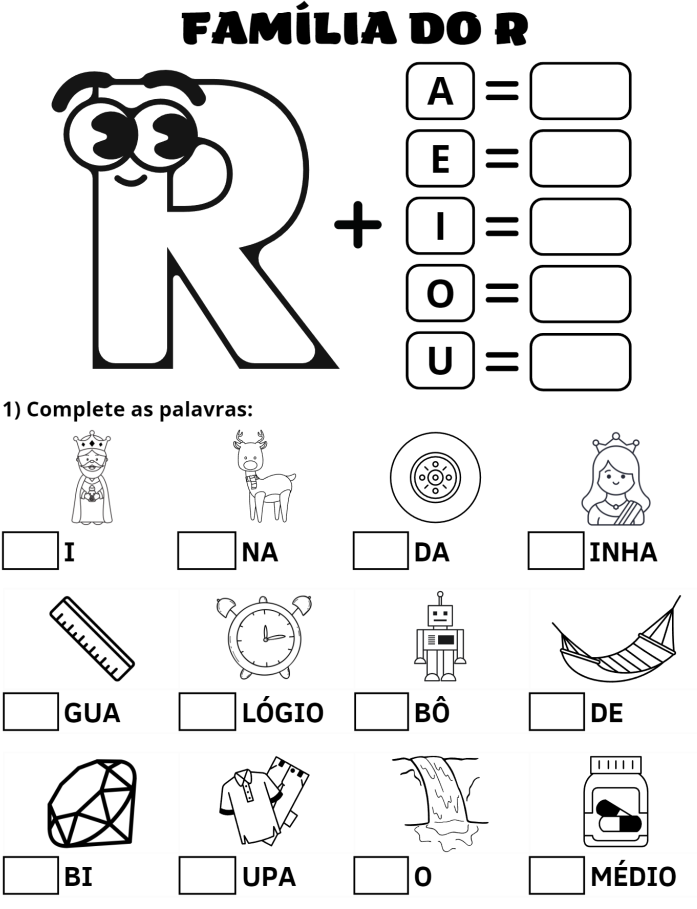 FAMÍLIA DO R
R + A =
E =
I =
O =
U =
1) Complete as palavras:
I NA DA INHA
GUA LÓGIO BÔ DE
BI UPA O MÉDIO